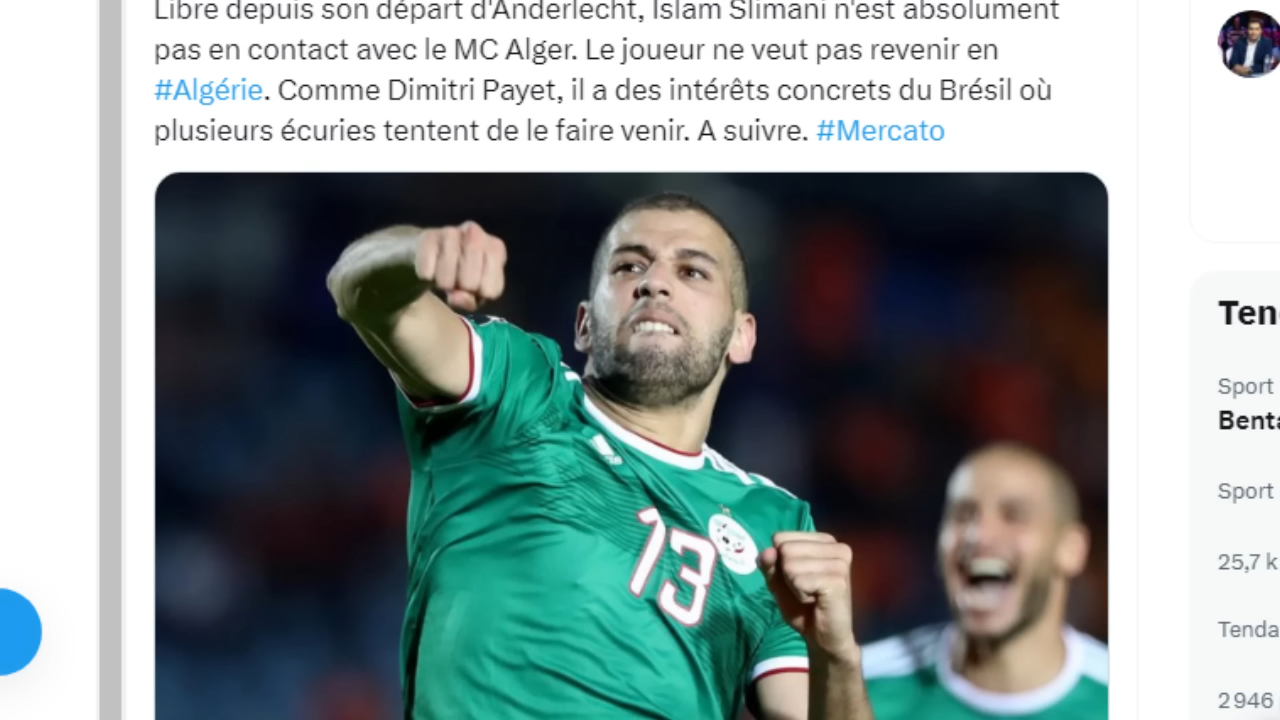 Libre depuis son départ d'Anderlecht, Islam Slimani n'est absolument
pas en contact avec le MC Alger. Le joueur ne veut pas revenir en
#Algérie. Comme Dimitri Payet, il a des intérêts concrets du Brésil où
plusieurs écuries tentent de le faire venir. A suivre. #Mercato
13
Ten
Sport
Benta
Sport
25,7 k
Tenda
2 946